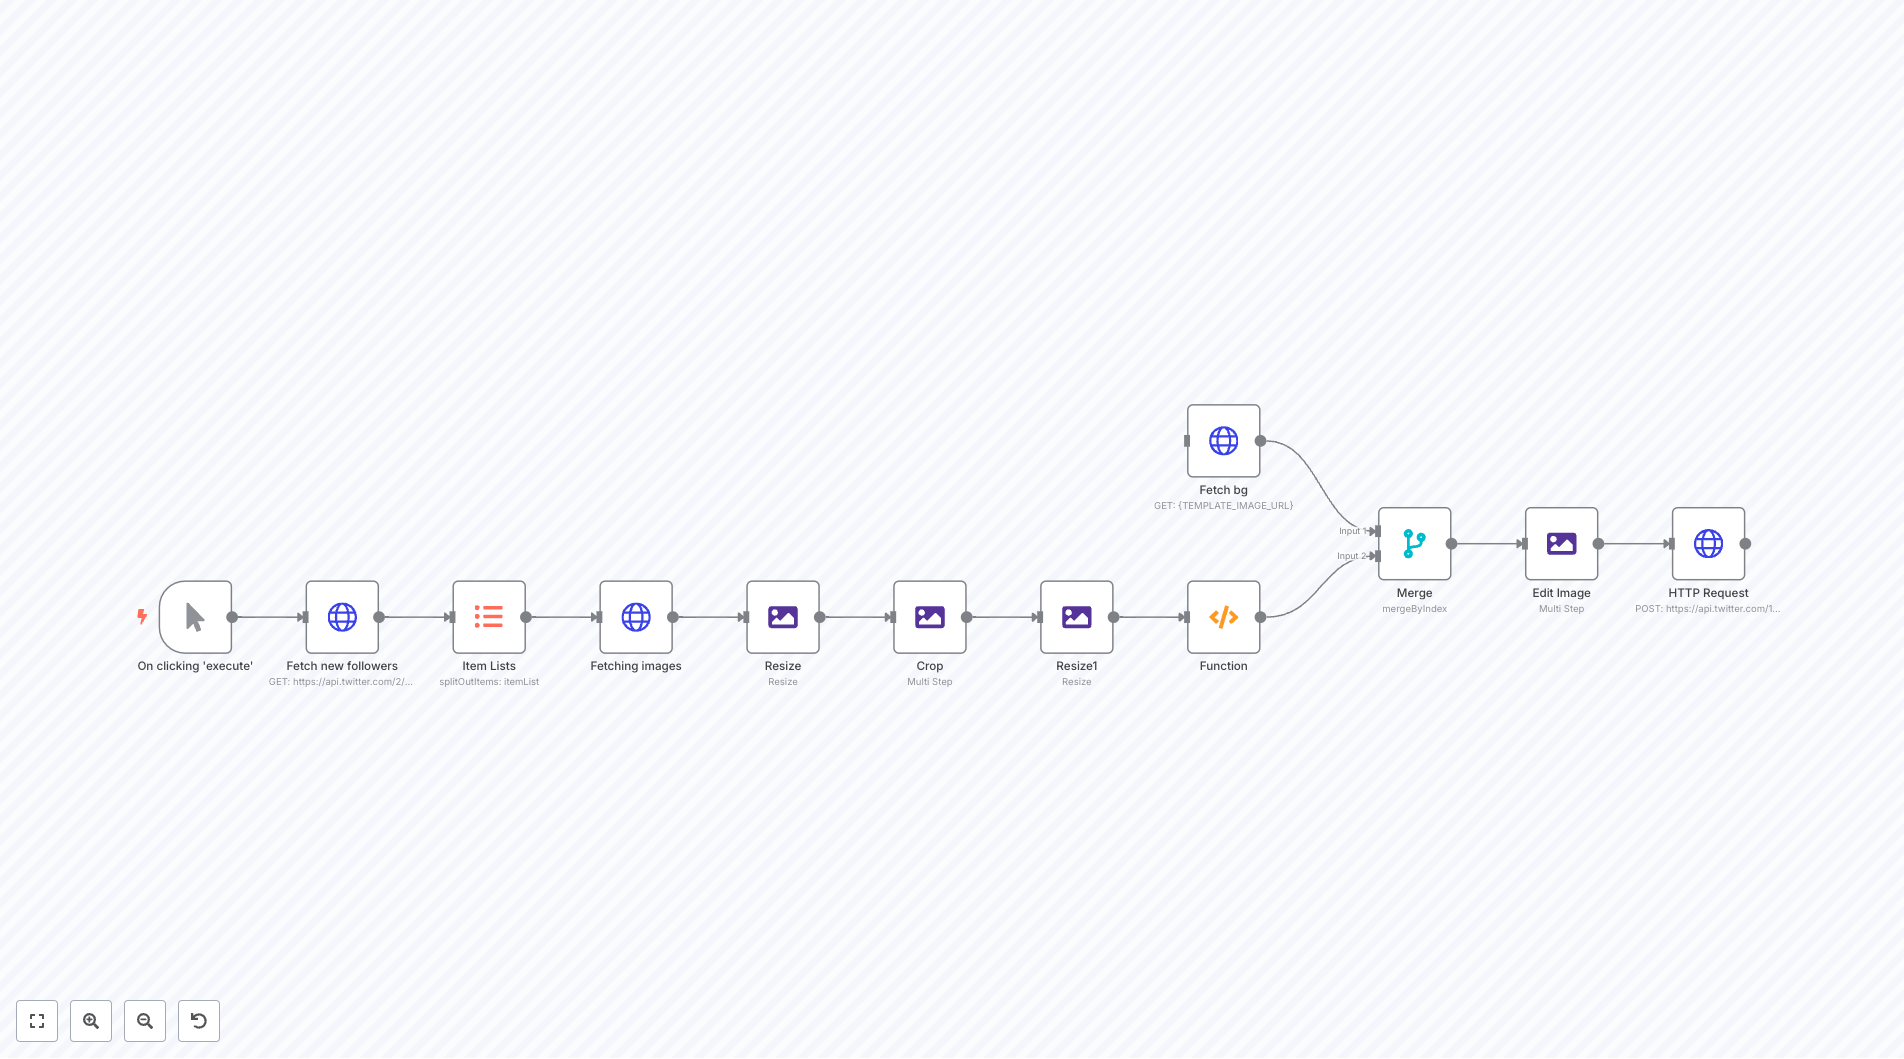 Fetch bg
GET: {TEMPLATE_IMAGE_URL}
Input 1
Input 2
Merge
mergeByIndex
Edit Image
Multi Step
HTTP Request
POST: https://api.twitter.com/1...
On clicking 'execute'
Fetch new followers
GET: https://api.twitter.com/2/...
Item Lists
splitOutItems: itemList
Fetching images
Resize
Resize
Crop
Multi Step
Resize1
Resize
Function